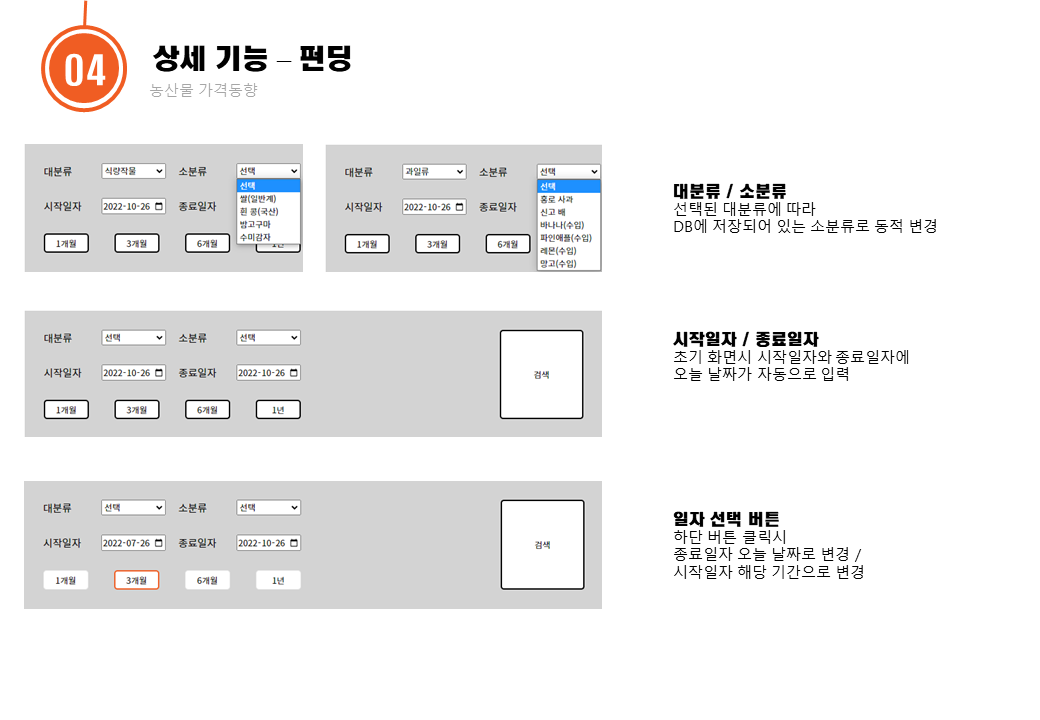 04
상세 기능 – 펀딩
농산물 가격동향
대분류 식량작물 소분류 선택
선택
쌀(일반계)
시작일자 2022-10-26 종료일자
흰 콩(국산)
밤고구마
수미감자
1개월 3개월 6개월 1년
대분류 과일류 소분류 선택
선택
홍로 사과
시작일자 2022-10-26 종료일자
신고 배
바나나(수입)
파인애플(수입)
1개월 3개월 6개월
레몬(수입)
망고(수입)
대분류 / 소분류
선택된 대분류에 따라
DB에 저장되어 있는 소분류로 동적 변경
대분류 선택 소분류 선택
시작일자 2022-10-26 종료일자 2022-10-26
검색
1개월 3개월 6개월 1년
시작일자 / 종료일자
초기 화면시 시작일자와 종료일자에
오늘 날짜가 자동으로 입력
대분류 선택 소분류 선택
시작일자 2022-07-26 종료일자 2022-10-26
검색
1개월 3개월 6개월 1년
일자 선택 버튼
하단 버튼 클릭시
종료일자 오늘 날짜로 변경 /
시작일자 해당 기간으로 변경